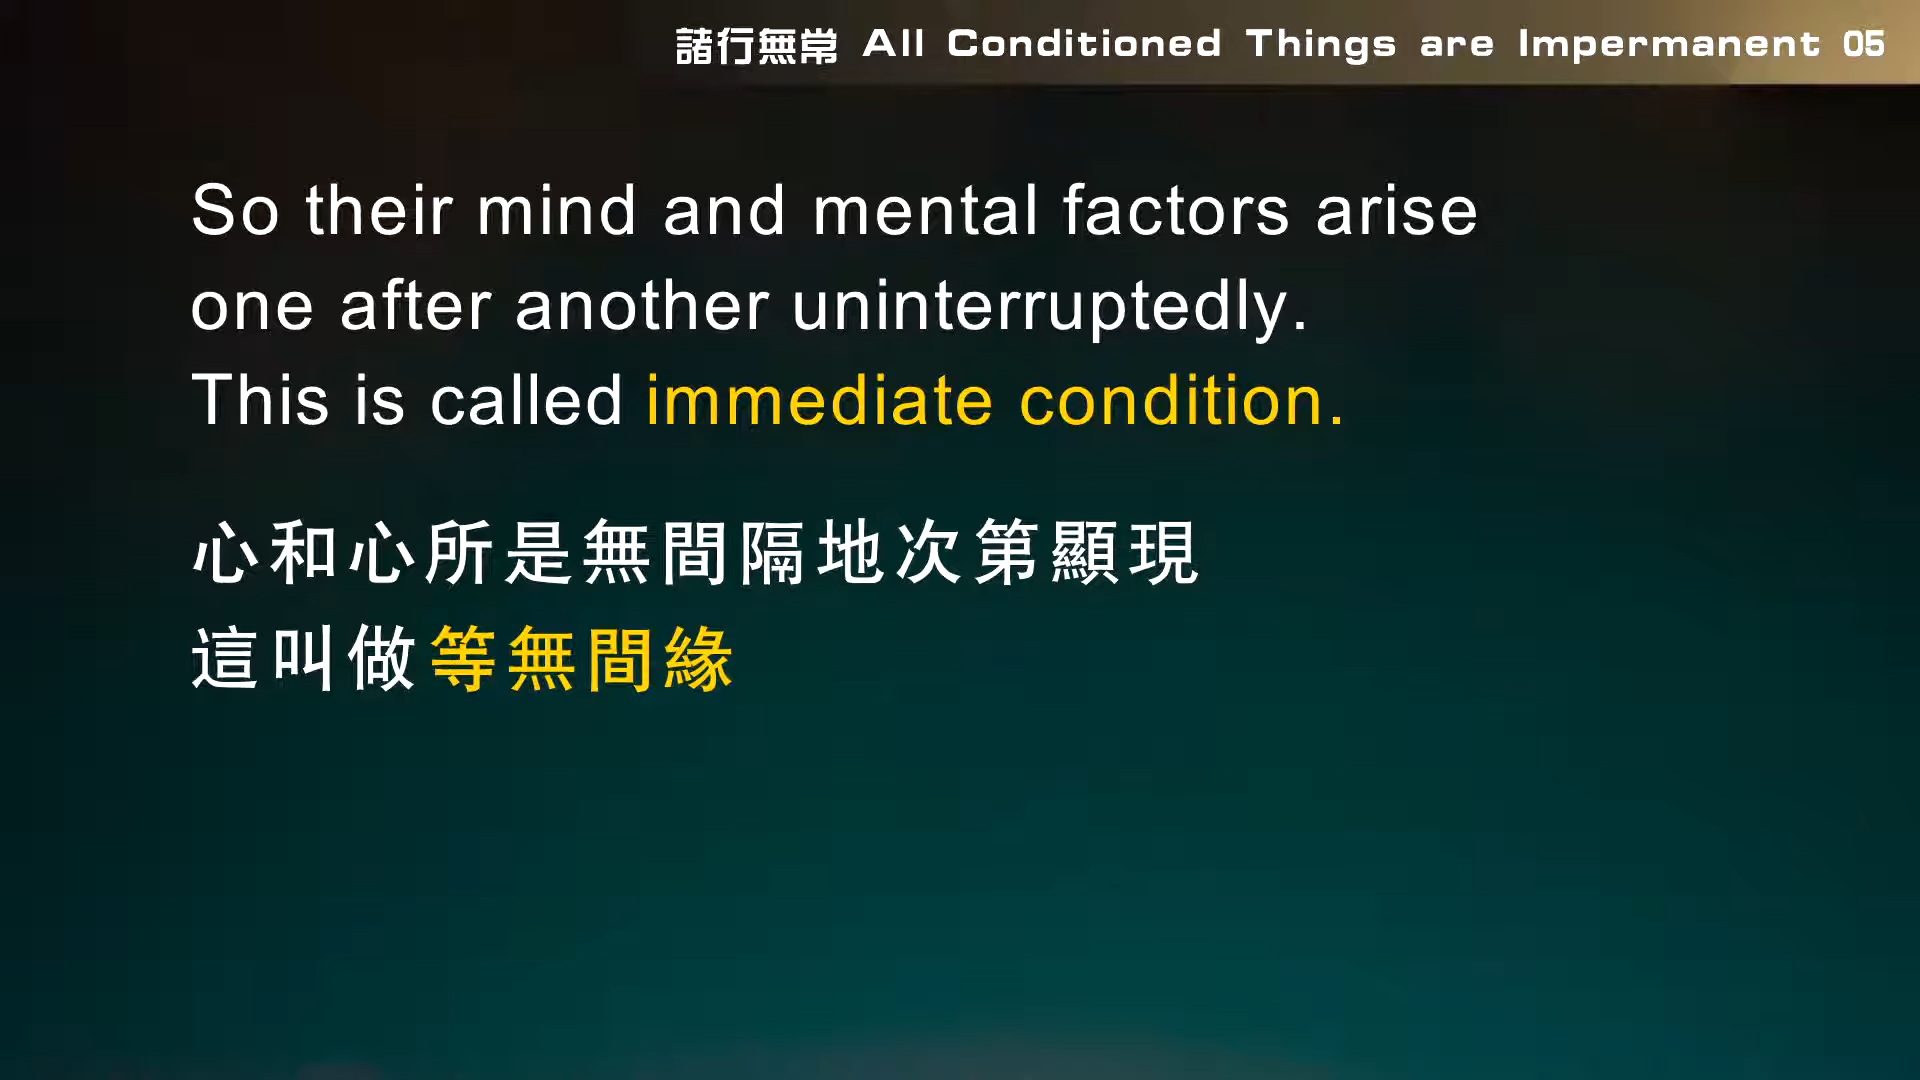 諸行無常 All Conditioned Things are Impermanent 05
So their mind and mental factors arise
one after another uninterruptedly.
This is called immediate condition.
心和心所是無間隔地次第顯現
這叫做等無間緣